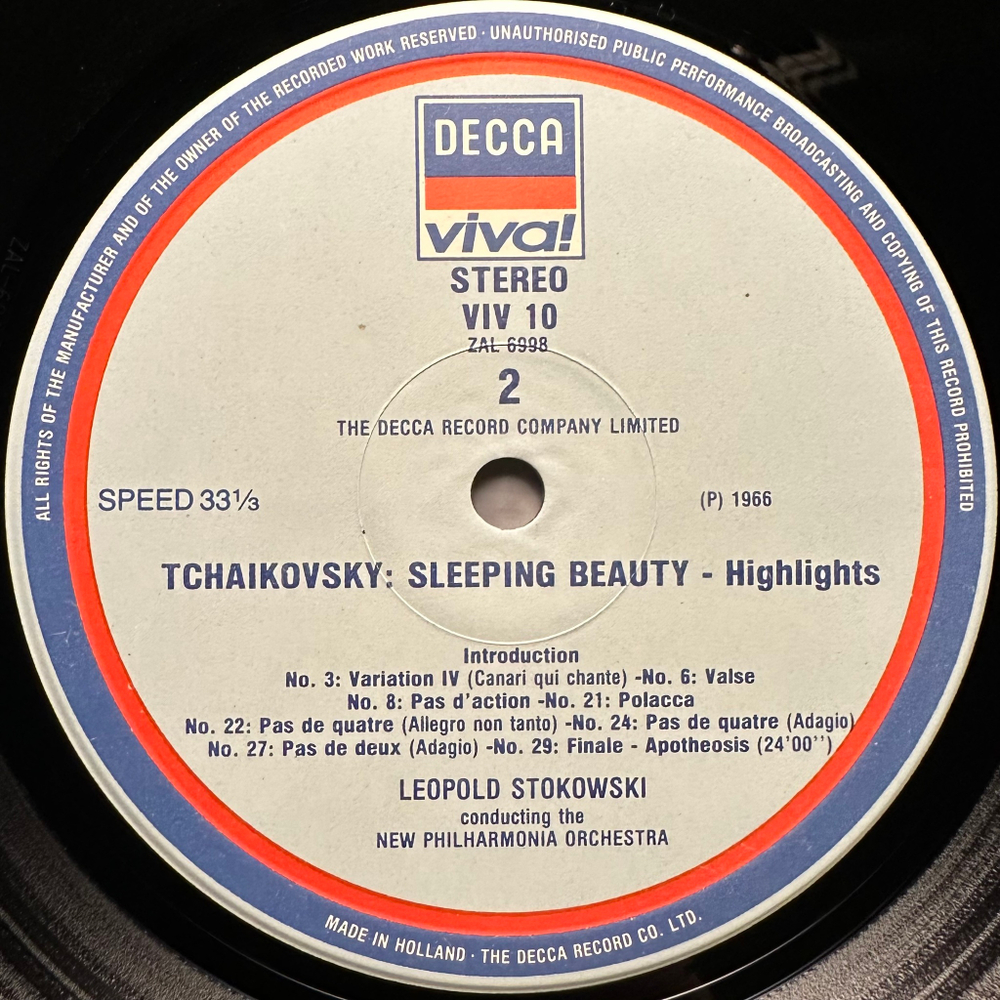 ALL RIGHTS OF THE MANUFACTURER AND OF THE OWNER OF THE RECORDED WORK RESERVED · UNAUTHORISED PUBLIC PERFORMANCE BROADCASTING AND COPYING OF THIS RECORD PROHIBITED
DECCA
viva!
STEREO
VIV 10
ZAL 6998
2
THE DECCA RECORD COMPANY LIMITED
SPEED 33⅓
(P) 1966
TCHAIKOVSKY: SLEEPING BEAUTY - Highlights
Introduction
No. 3: Variation IV (Canari qui chante) -No. 6: Valse
No. 8: Pas d'action -No. 21: Polacca
No. 22: Pas de quatre (Allegro non tanto) -No. 24: Pas de quatre (Adagio)
No. 27: Pas de deux (Adagio) -No. 29: Finale - Apotheosis (24'00'')
LEOPOLD STOKOWSKI
conducting the
NEW PHILHARMONIA ORCHESTRA
MADE IN HOLLAND · THE DECCA RECORD CO. LTD.